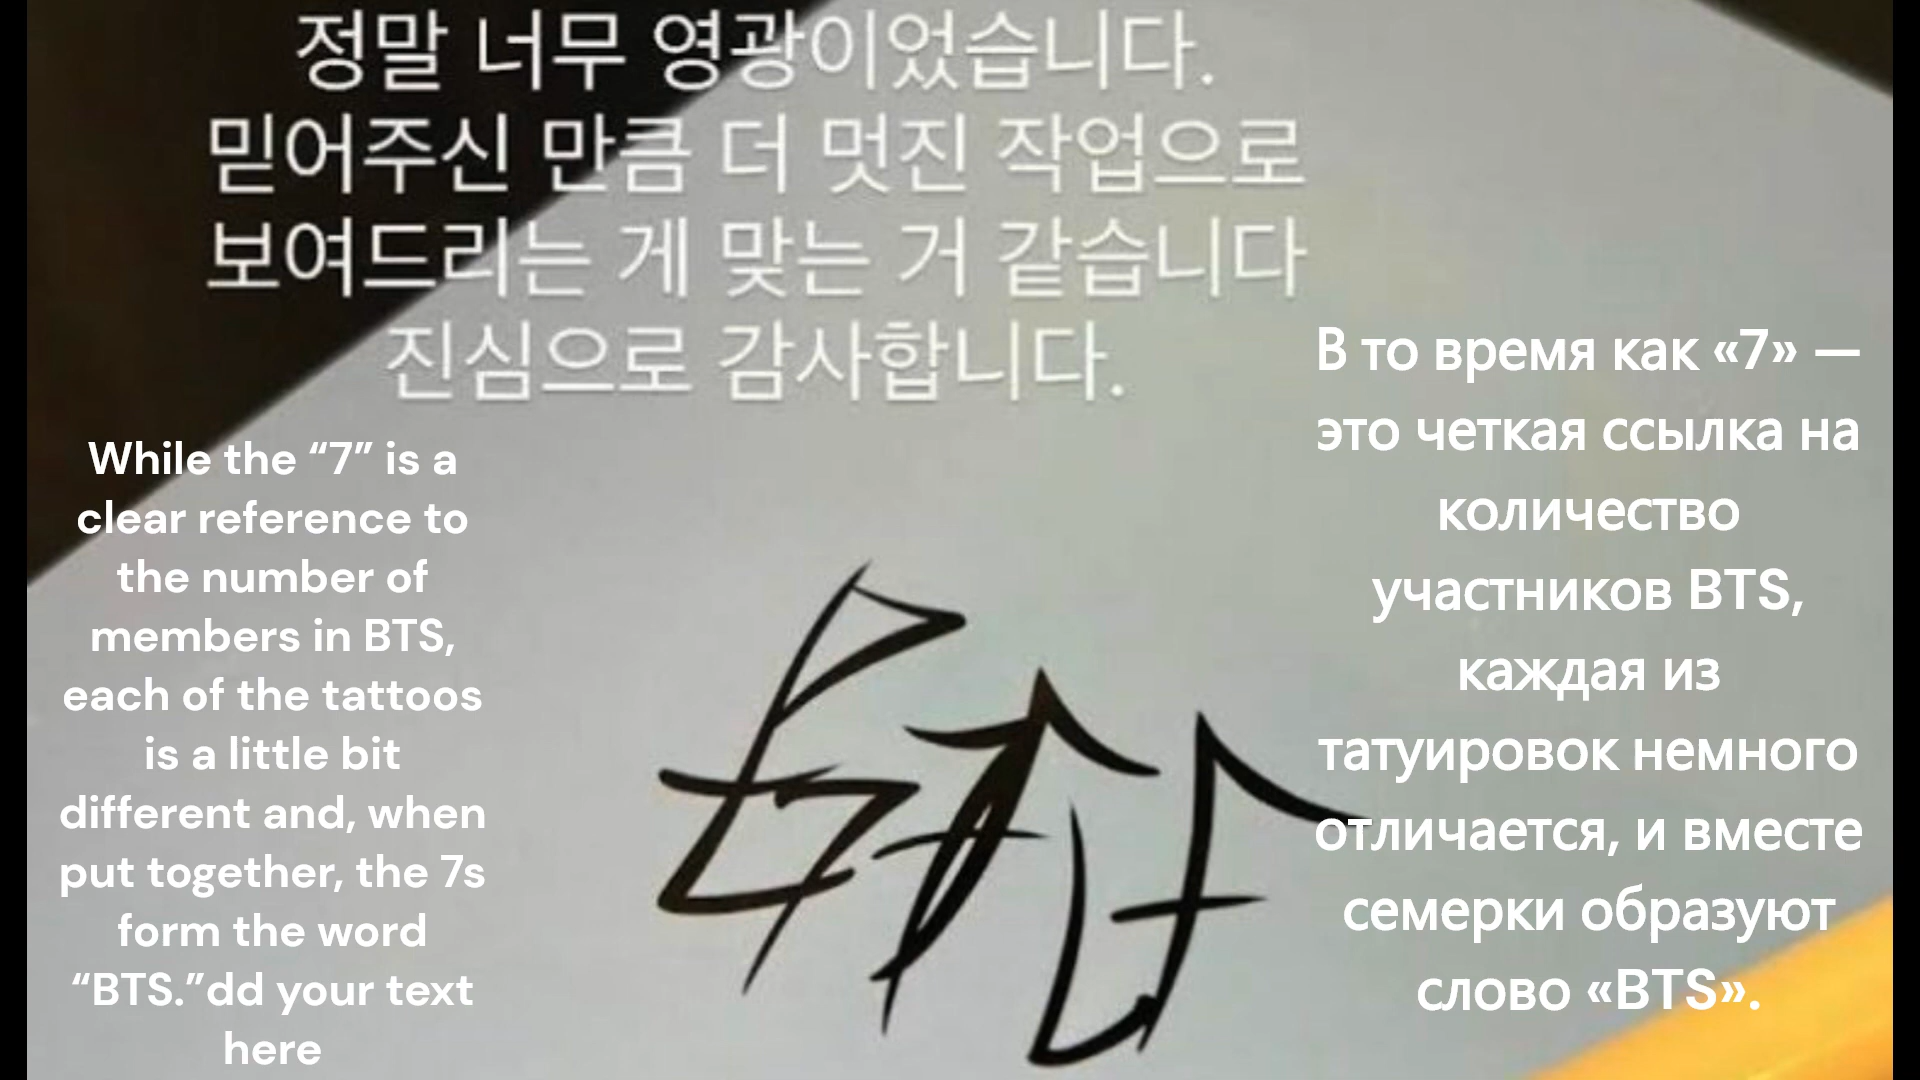 정말 너무 영광이었습니다.
믿어주신 만큼 더 멋진 작업으로
보여드리는 게 맞는 거 같습니다
진심으로 감사합니다.
While the “7” is a
clear reference to
the number of
members in BTS,
each of the tattoos
is a little bit
different and, when
put together, the 7s
form the word
“BTS.”dd your text
here
В то время как «7» —
это четкая ссылка на
количество
участников BTS,
каждая из
татуировок немного
отличается, и вместе
семерки образуют
слово «BTS».